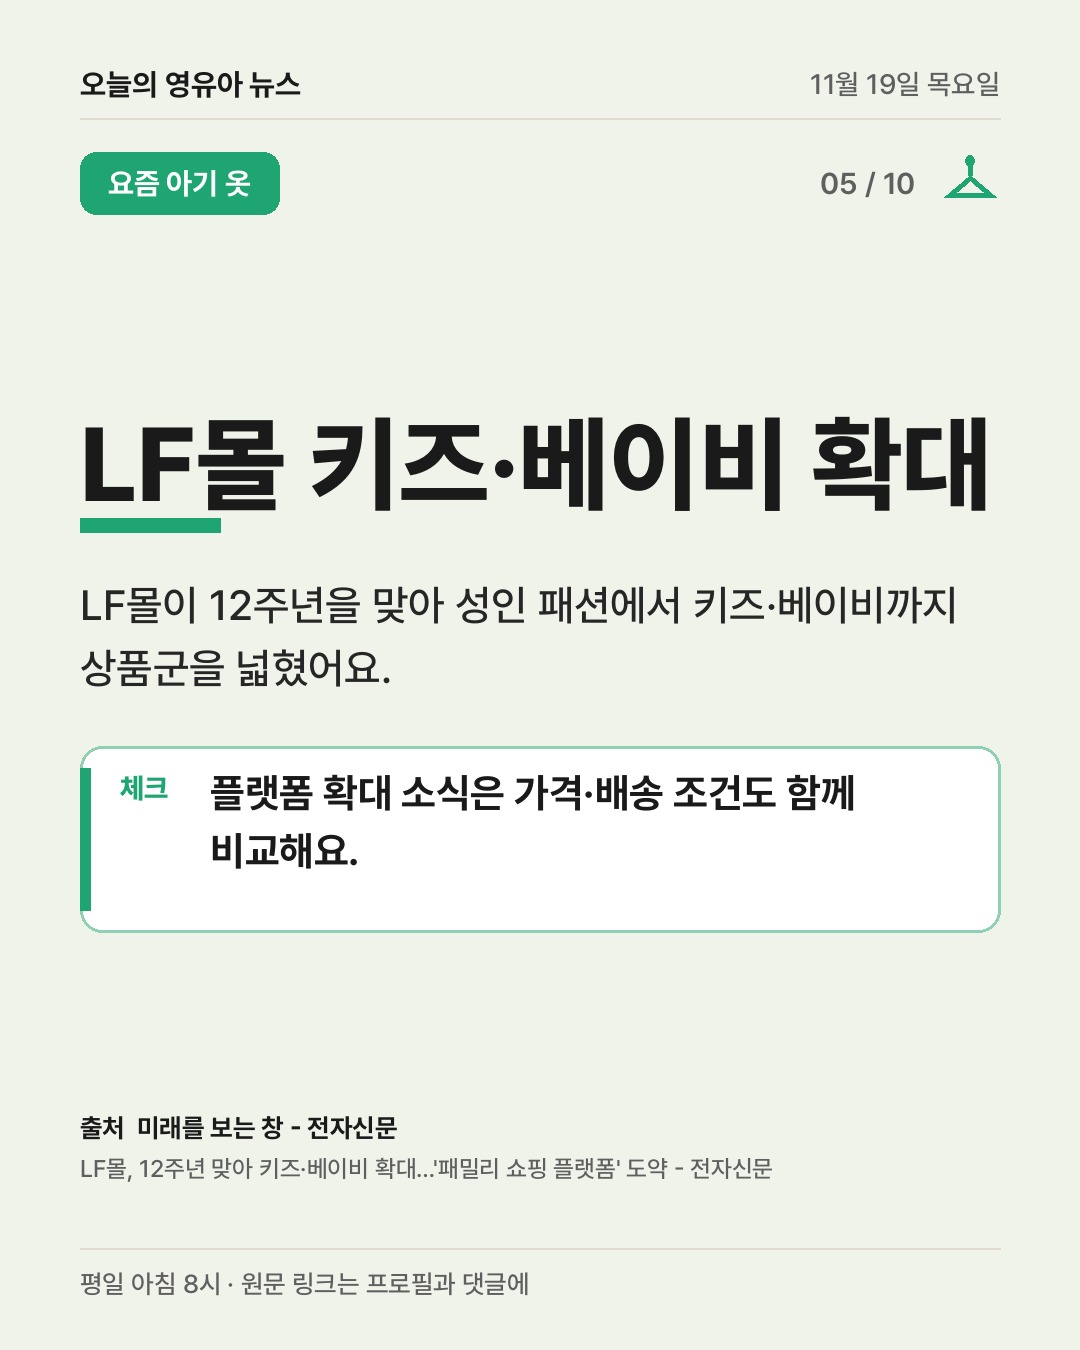 오늘의 영유아 뉴스
11월 19일 목요일
요즘 아기 옷
05 / 10
LF몰 키즈·베이비 확대
LF몰이 12주년을 맞아 성인 패션에서 키즈·베이비까지
상품군을 넓혔어요.
체크
플랫폼 확대 소식은 가격·배송 조건도 함께
비교해요.
출처 미래를 보는 창 - 전자신문
LF몰, 12주년 맞아 키즈·베이비 확대...'패밀리 쇼핑 플랫폼' 도약 - 전자신문
평일 아침 8시 · 원문 링크는 프로필과 댓글에